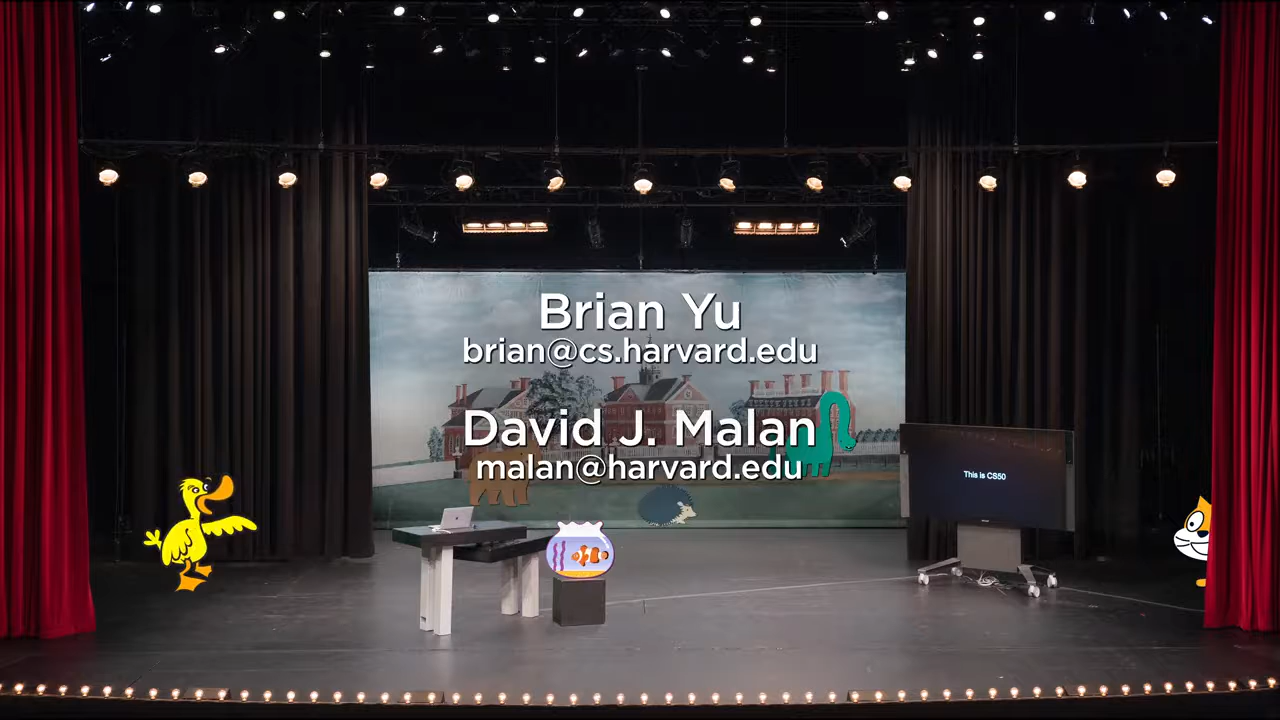 Brian Yu
brian@cs.harvard.edu
David J. Malan
malan@harvard.edu
This is CS50